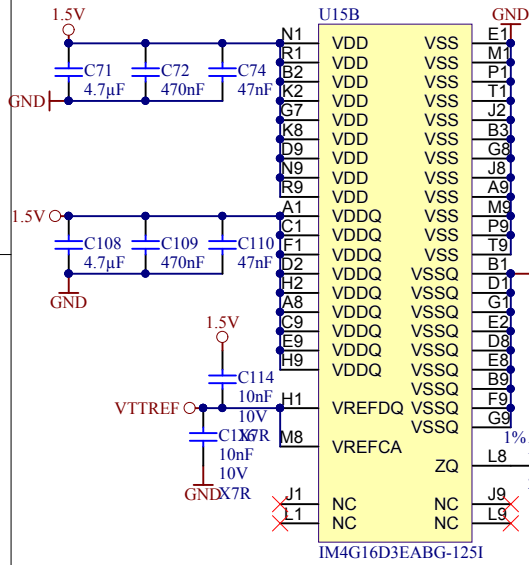 1.5V
U15B
GND
N1 VDD VSS E1
R1 VDD VSS M1
C71 C72 C74 B2 VDD VSS P1
4.7µF 470nF 47nF K2 VDD VSS T1
GND G7 VDD VSS J2
K8 VDD VSS B3
D9 VDD VSS G8
N9 VDD VSS J8
R9 VDD VSS A9
1.5V A1 VDDQ VSS M9
C1 VDDQ VSS P9
C108 C109 C110 F1 VDDQ VSS T9
4.7µF 470nF 47nF D2 VDDQ VSSQ B1
GND H2 VDDQ VSSQ D1
A8 VDDQ VSSQ G1
1.5V C9 VDDQ VSSQ E2
E9 VDDQ VSSQ D8
H9 VDDQ VSSQ E8
C114 VSSQ B9
10nF
VTTREF H1 VREFDQ VSSQ F9
10V VSSQ G9
X7R
M8 VREFCA 1%
10nF ZQ L8
10V
GND X7R
J1 NC NC J9
L1 NC NC L9
IM4G16D3EABG-125I